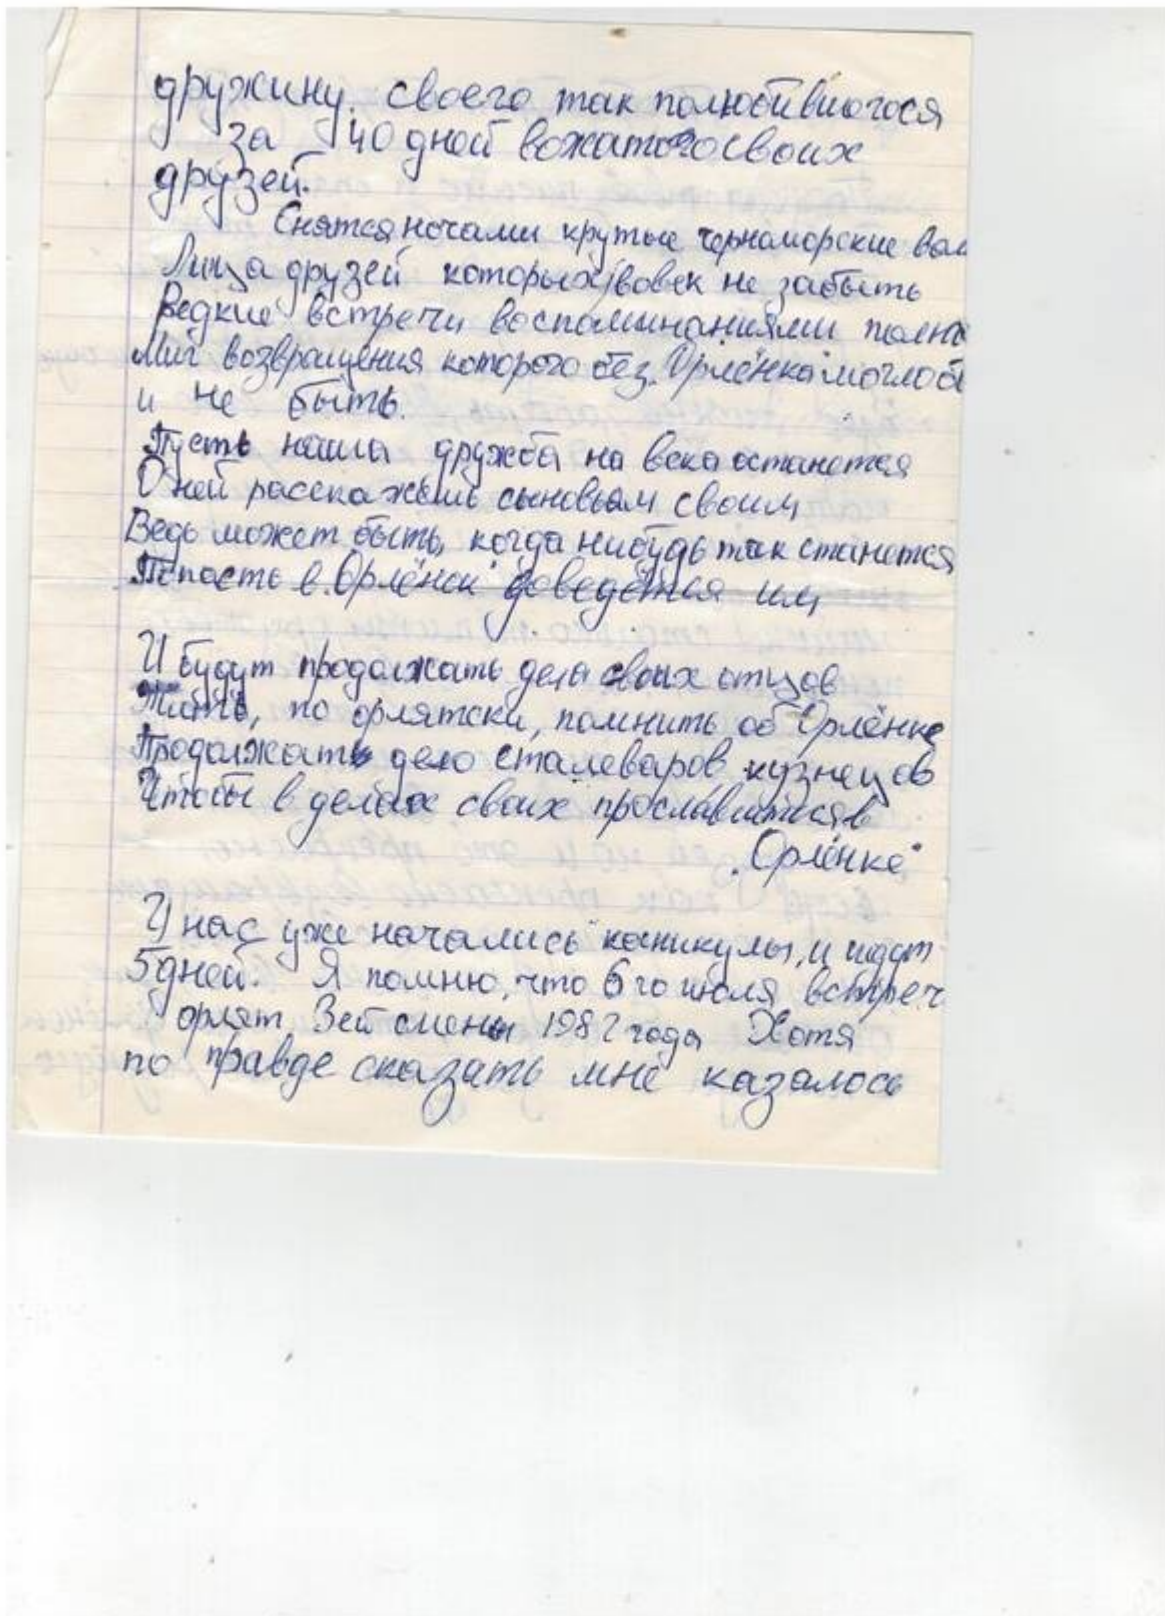 дружину. своего так полюбившогося
за 40 дней вожатого своих
друзей.
Снятся ночами крутые черноморские вол
Лица друзей которых вовек не забыть
Редкие встречи воспоминаниями полны
Миг возвращения которого без „Орлёнка" могло б
и не быть.
Пусть наша дружба на века останется
О ней расскажешь сыновьям своим
Ведь может быть, когда нибудь так станется
Попасть в „Орлёнок" доведётся им,
И будут продолжать дела своих отцов
Жить, по орлятски, помнить об Орлёнке
Продолжать дело сталеваров кузнецов
Чтобы в делах своих прославиться в
„Орлёнке"
У нас уже начались каникулы, и идут
5 дней. Я помню, что 6 го июля встреч
орлят 3ей смены 1982 года Хотя
по правде сказать мне казалось